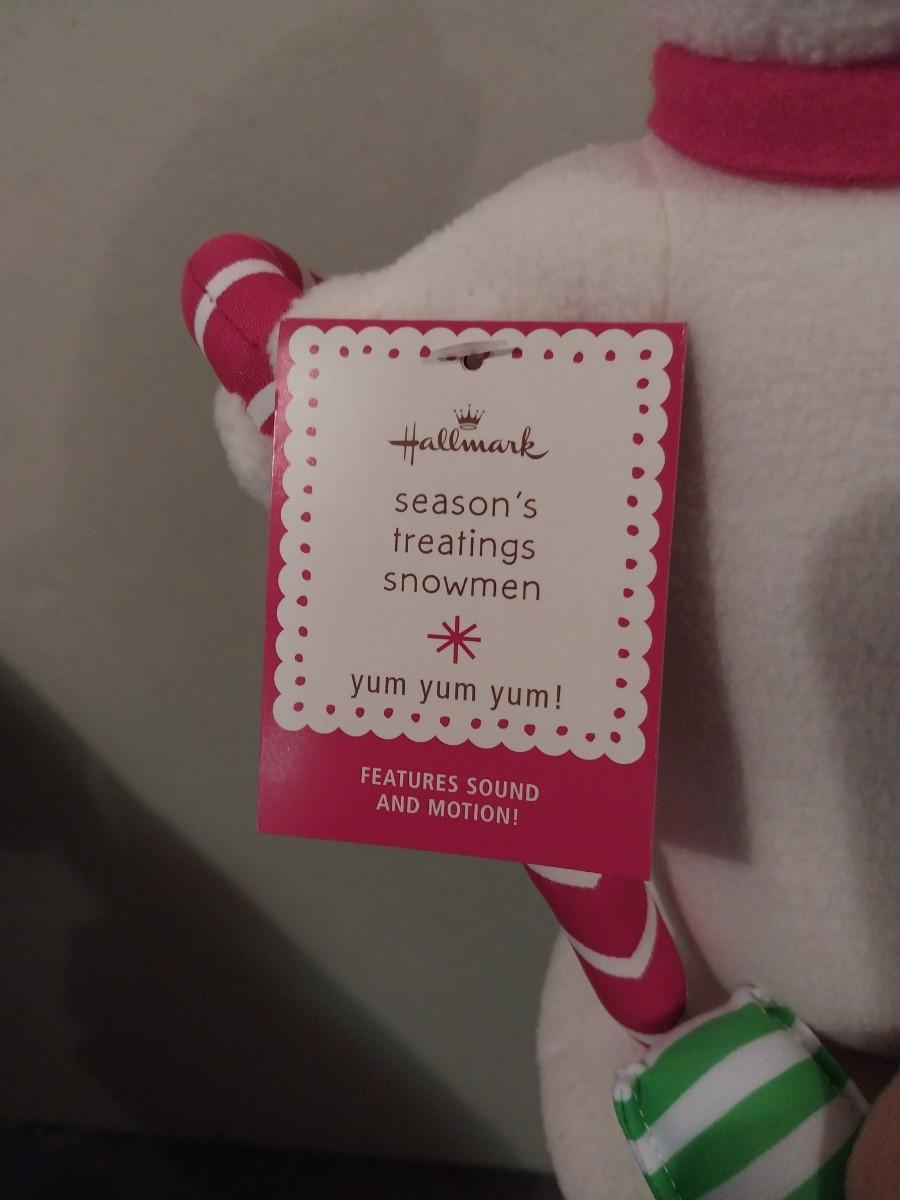 Hallmark
season's
treatings
snowmen
yum yum yum!
FEATURES SOUND
AND MOTION!